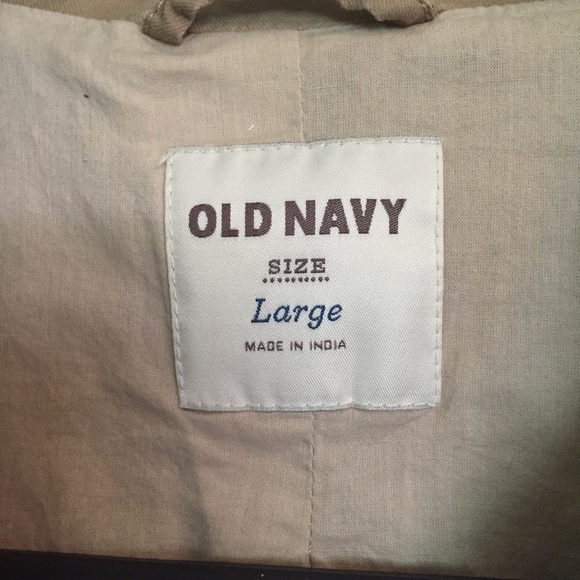 OLD NAVY
SIZE
Large
MADE IN INDIA